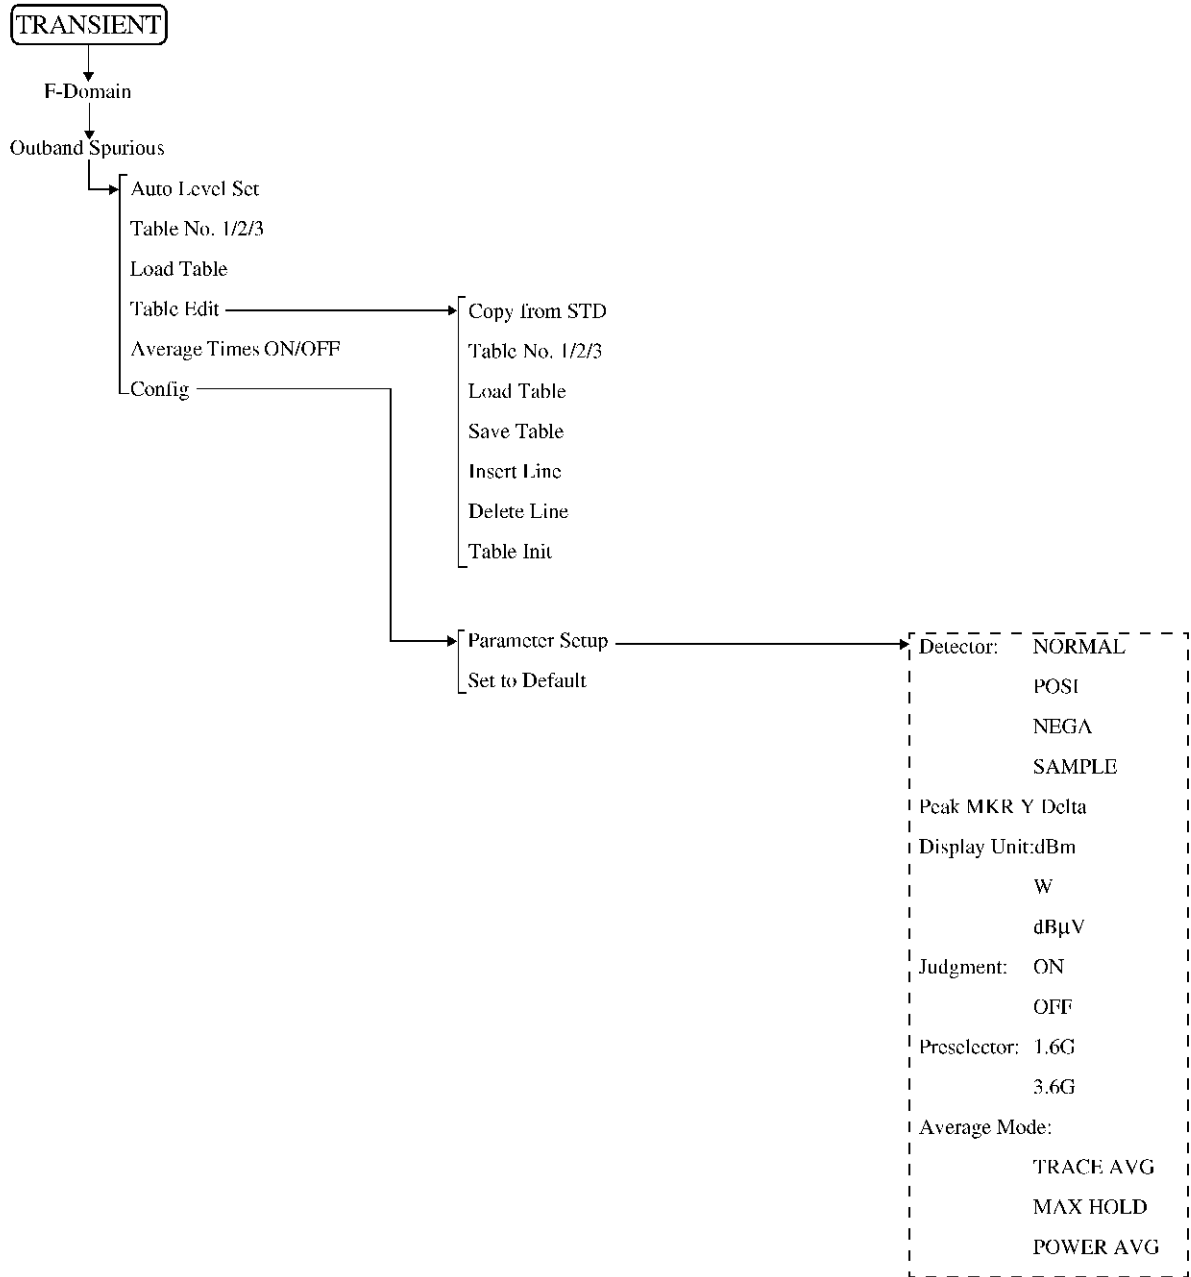 TRANSIENT
F-Domain
Outband Spurious
Auto Level Set
Table No. 1/2/3
Load Table
Table Edit
Average Times ON/OFF
Config
Copy from STD
Table No. 1/2/3
Load Table
Save Table
Insert Line
Delete Line
Table Init
Parameter Setup
Set to Default
Detector: NORMAL
POSI
NEGA
SAMPLE
Peak MKR Y Delta
Display Unit:dBm
W
dBµV
Judgment: ON
OFF
Preselector: 1.6G
3.6G
Average Mode:
TRACE AVG
MAX HOLD
POWER AVG